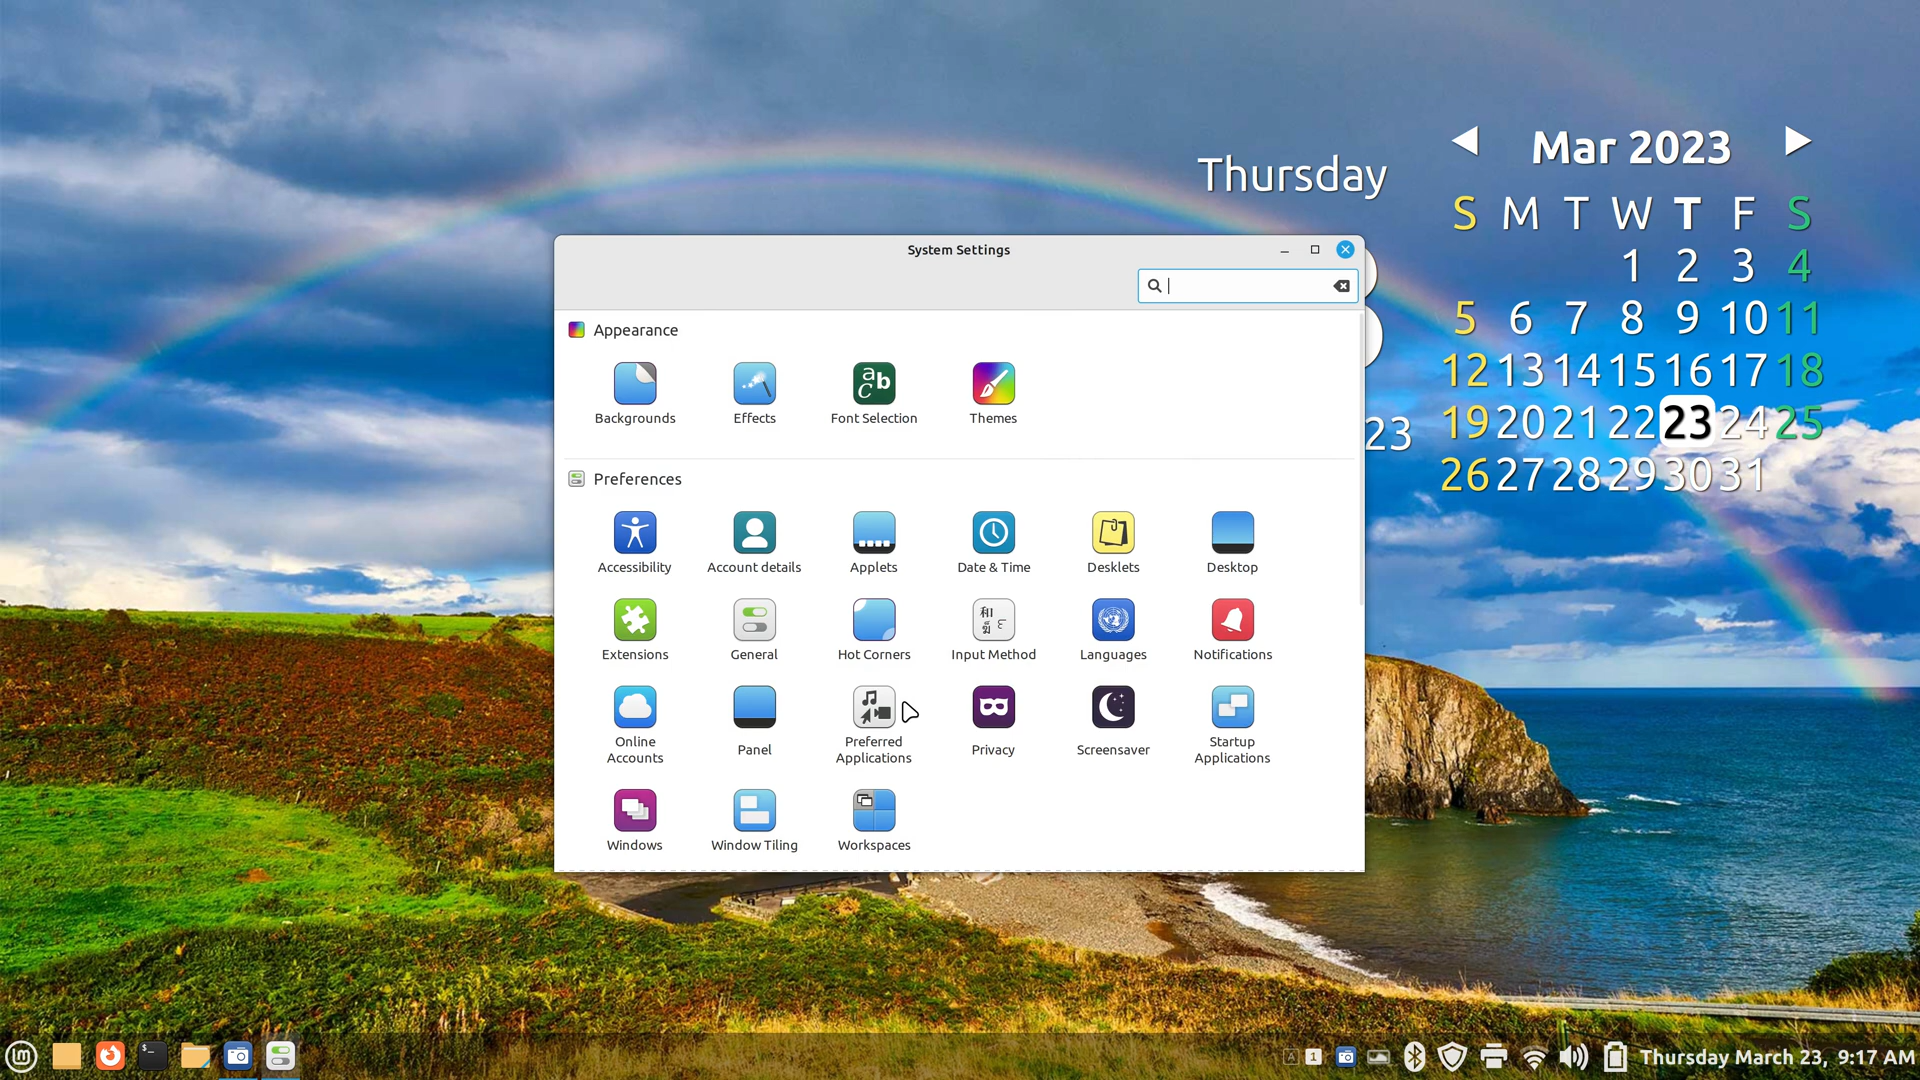 Thursday
23
Mar 2023
S M T W T F S
1 2 3 4
5 6 7 8 9 10 11
12 13 14 15 16 17 18
19 20 21 22 23 24 25
26 27 28 29 30 31
System Settings
Appearance
Backgrounds
Effects
Font Selection
Themes
Preferences
Accessibility
Account details
Applets
Date & Time
Desklets
Desktop
Extensions
General
Hot Corners
Input Method
Languages
Notifications
Online
Accounts
Panel
Preferred
Applications
Privacy
Screensaver
Startup
Applications
Windows
Window Tiling
Workspaces
A 1
Thursday March 23, 9:17 AM